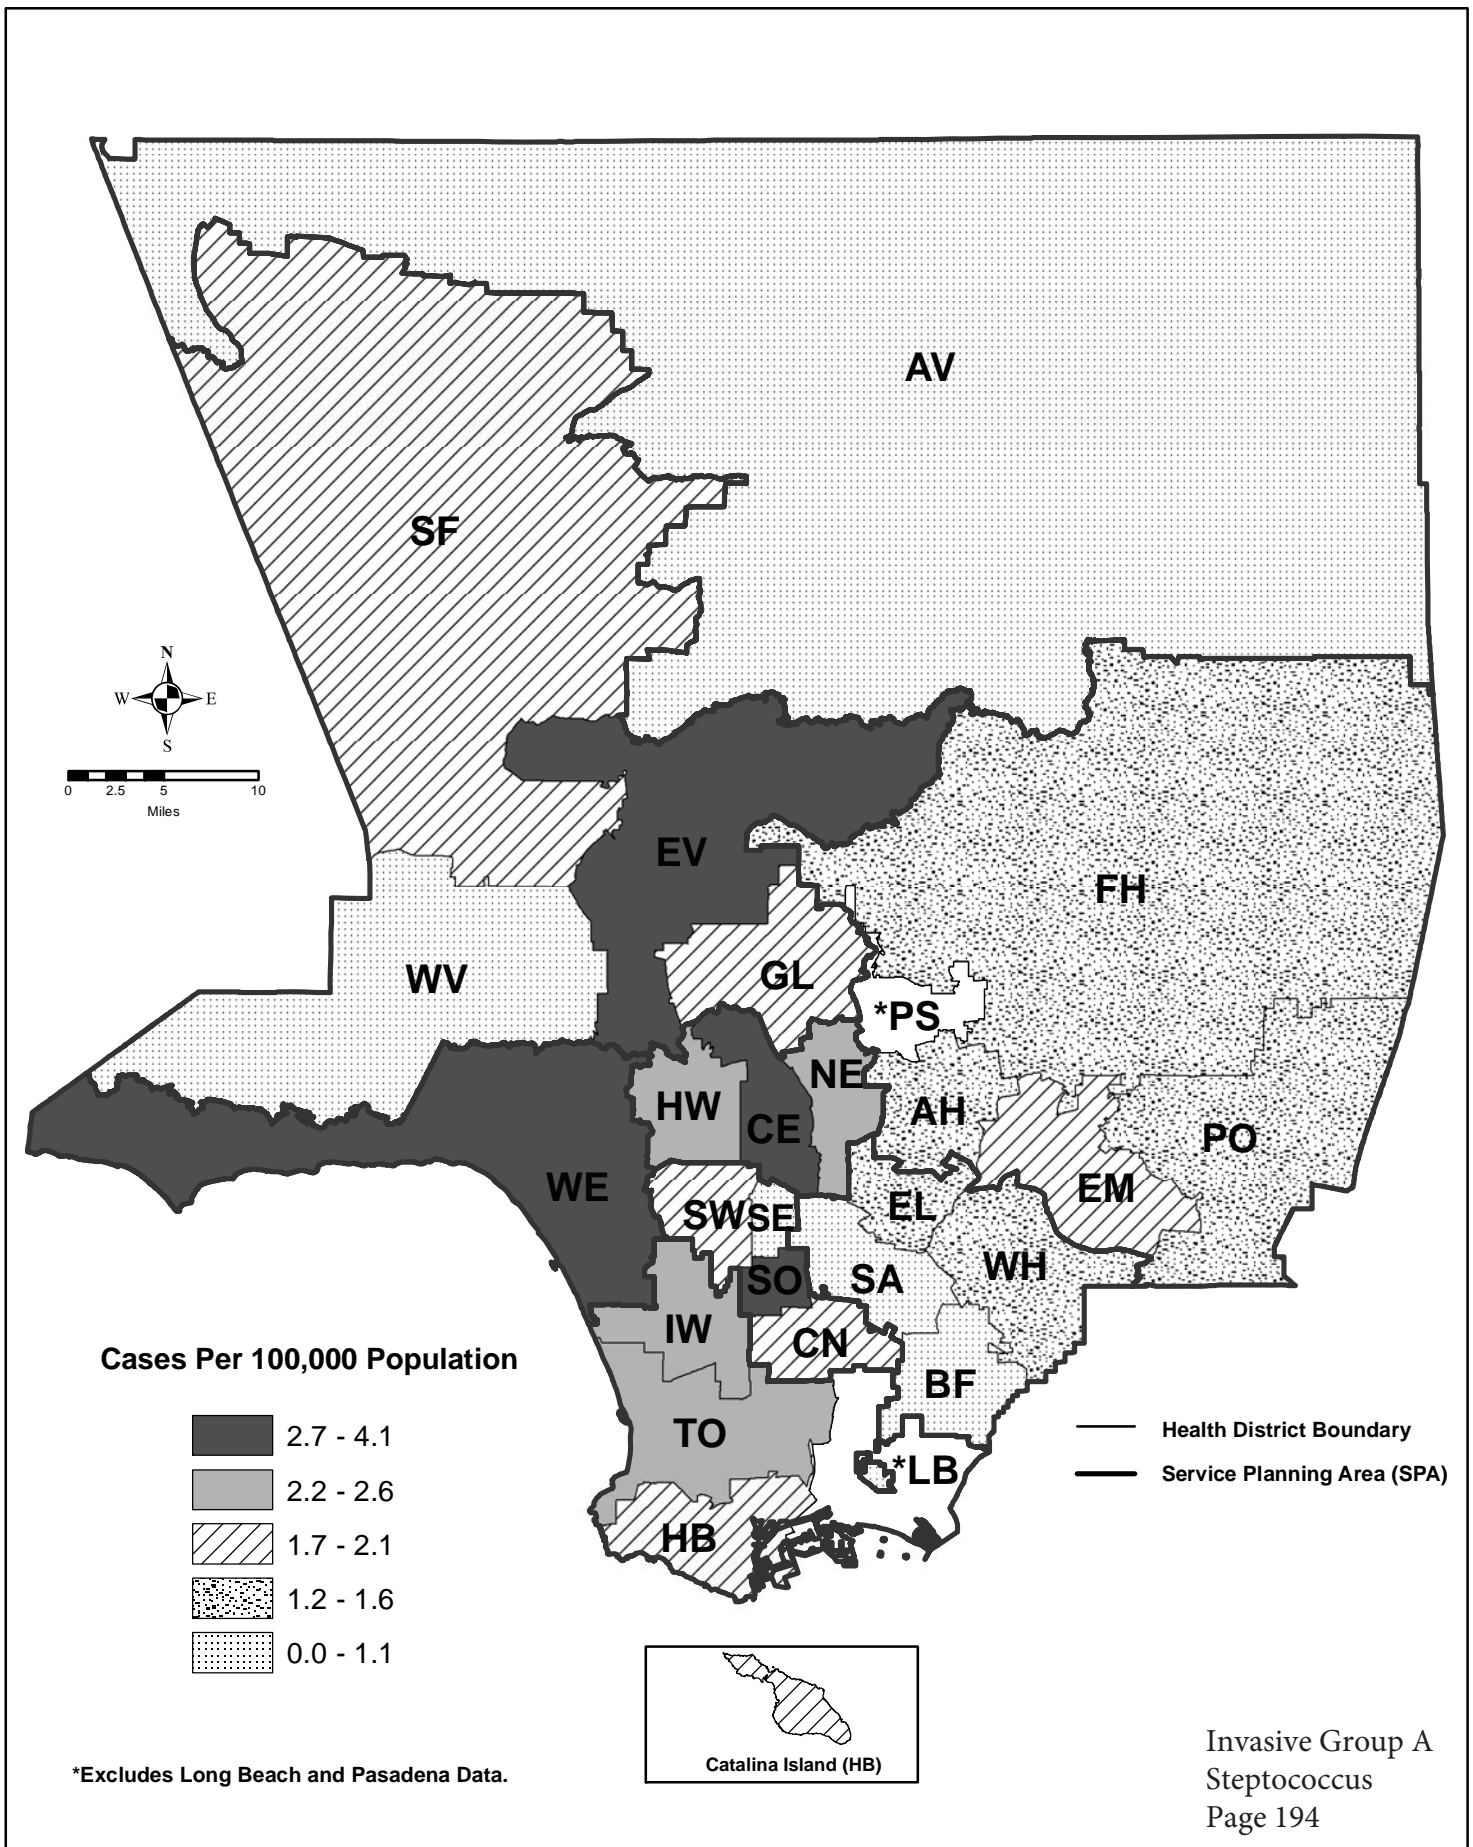 AV
SF
N
W E
S
0 2.5 5 10
Miles
EV
FH
WV
GL
*PS
NE
HW
CE
AH
PO
WE
EM
SW
SE
EL
WH
SO
SA
IW
CN
Cases Per 100,000 Population
BF
2.7 - 4.1
TO
Health District Boundary
*LB
Service Planning Area (SPA)
2.2 - 2.6
HB
1.7 - 2.1
1.2 - 1.6
0.0 - 1.1
Catalina Island (HB)
*Excludes Long Beach and Pasadena Data.
Invasive Group A
Steptococcus
Page 194